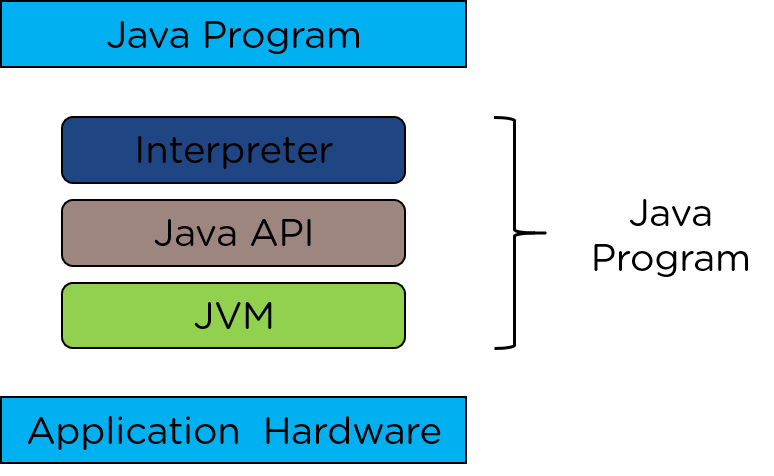 Java Program
Interpreter
Java API
JVM
Java
Program
Application Hardware